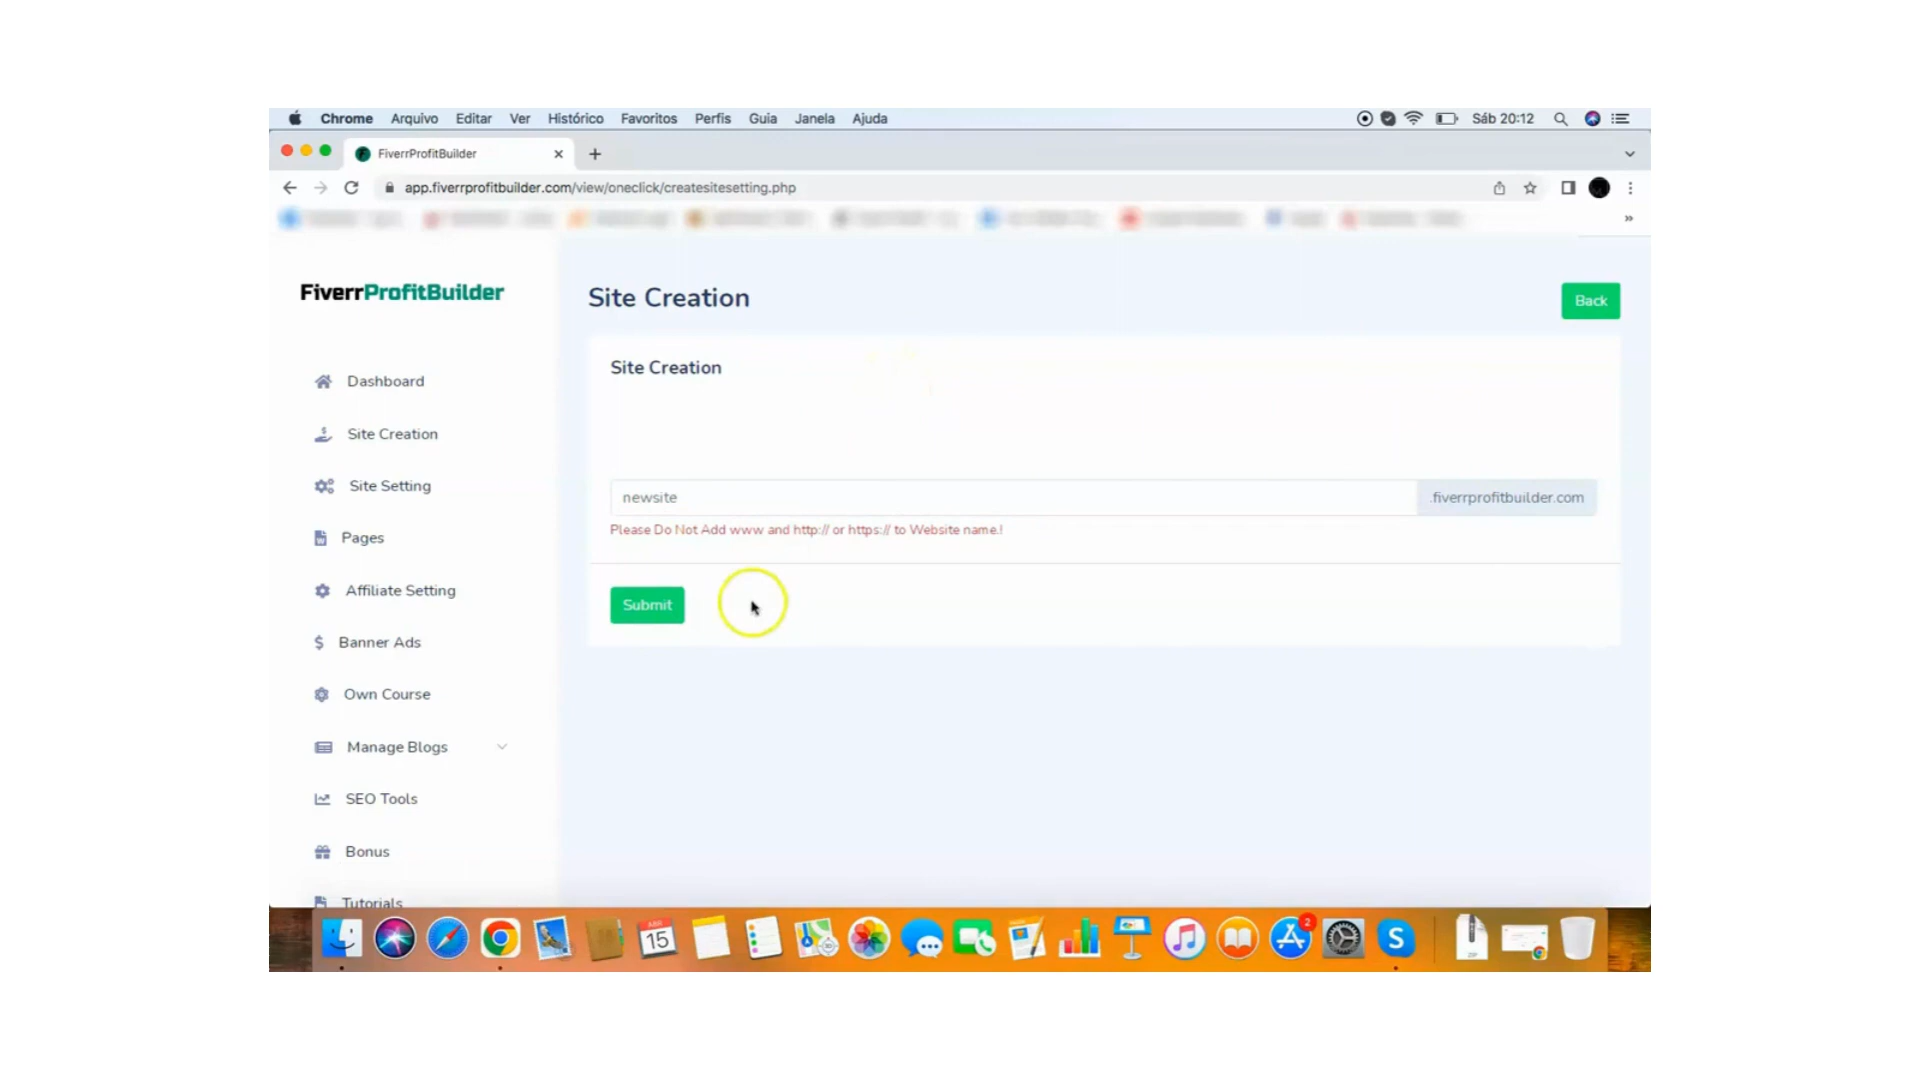 Chrome Arquivo Editar Ver Histórico Favoritos Perfis Guia Janela Ajuda Sáb 20:12
FiverrProfitBuilder
app.fiverrprofitbuilder.com/view/oneclick/createsitesetting.php
FiverrProfitBuilder
Site Creation
Back
Site Creation
Dashboard
Site Creation
Site Setting
newsite .fiverrprofitbuilder.com
Please Do Not Add www and http:// or https:// to Website name.!
Pages
Affiliate Setting
Submit
Banner Ads
Own Course
Manage Blogs
SEO Tools
Bonus
Tutorials
15
2
S
ZIP